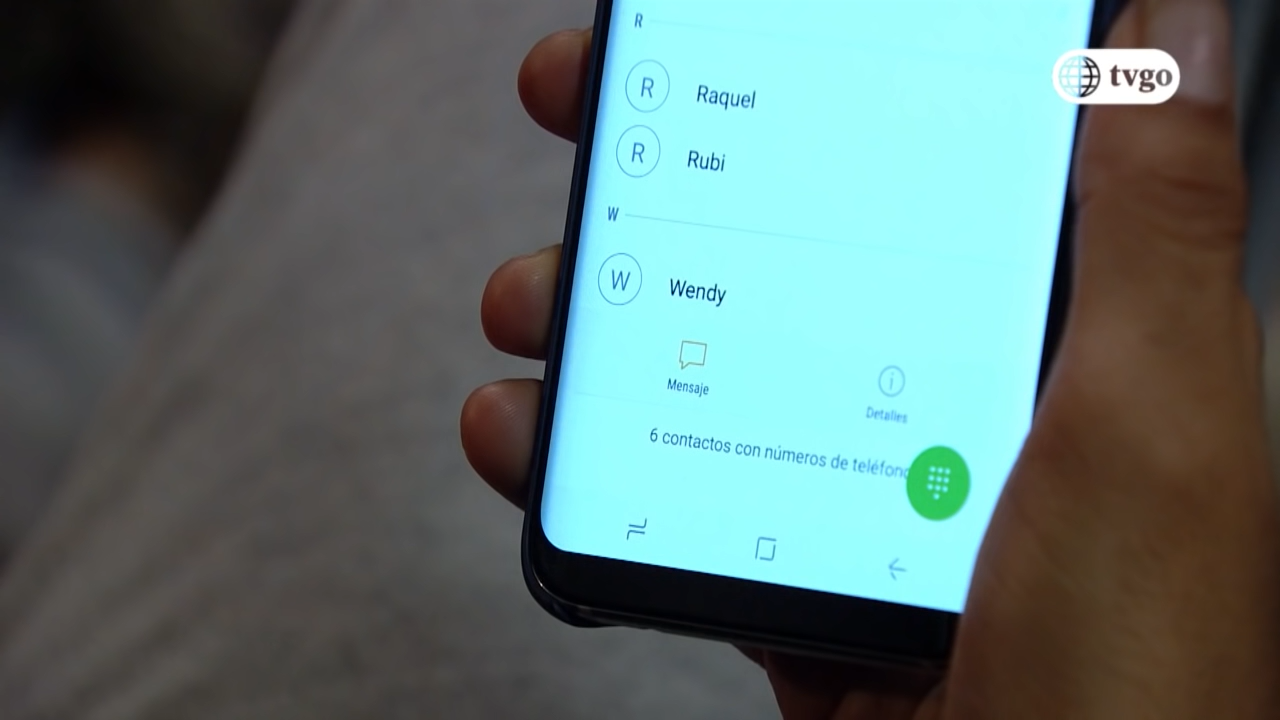 R
tvgo
R Raquel
R Rubi
W
W Wendy
Mensaje
i
Detalles
6 contactos con números de teléfono